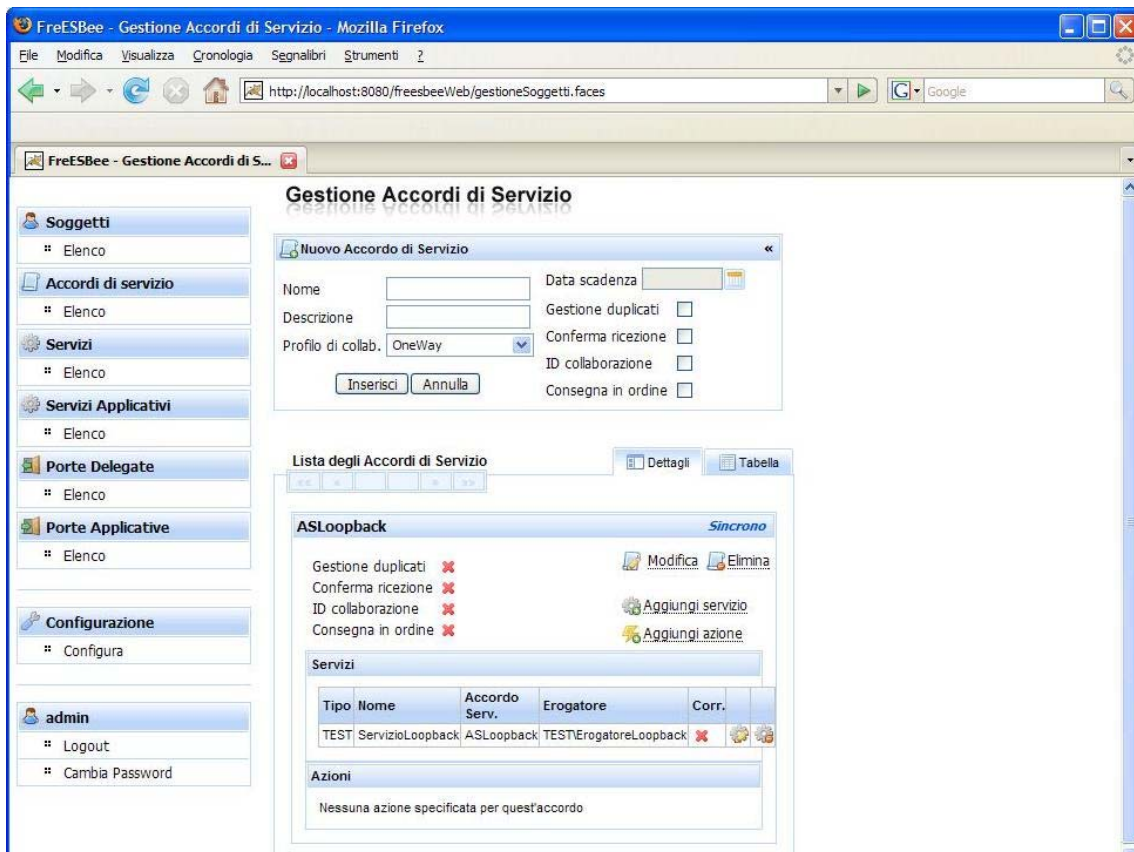 FreESBee - Gestione Accordi di Servizio - Mozilla Firefox
File Modifica Visualizza Cronologia Segnalibri Strumenti ?
http://localhost:8080/freesbeeWeb/gestioneSoggetti.faces
G Google
FreESBee - Gestione Accordi di S...
Gestione Accordi di Servizio
Soggetti
Elenco
Accordi di servizio
Elenco
Servizi
Elenco
Servizi Applicativi
Elenco
Porte Delegate
Elenco
Porte Applicative
Elenco
Configurazione
Configura
admin
Logout
Cambia Password
Nuovo Accordo di Servizio «
Nome
Descrizione
Profilo di collab. OneWay
Inserisci Annulla
Data scadenza
Gestione duplicati
Conferma ricezione
ID collaborazione
Consegna in ordine
Lista degli Accordi di Servizio
Dettagli Tabella
«« « » »»
ASLoopback Sincrono
Gestione duplicati
Conferma ricezione
ID collaborazione
Consegna in ordine
Modifica Elimina
Aggiungi servizio
Aggiungi azione
Servizi
Tipo Nome Accordo Serv. Erogatore Corr.
TEST ServizioLoopback ASLoopback TEST\ErogatoreLoopback
Azioni
Nessuna azione specificata per quest'accordo